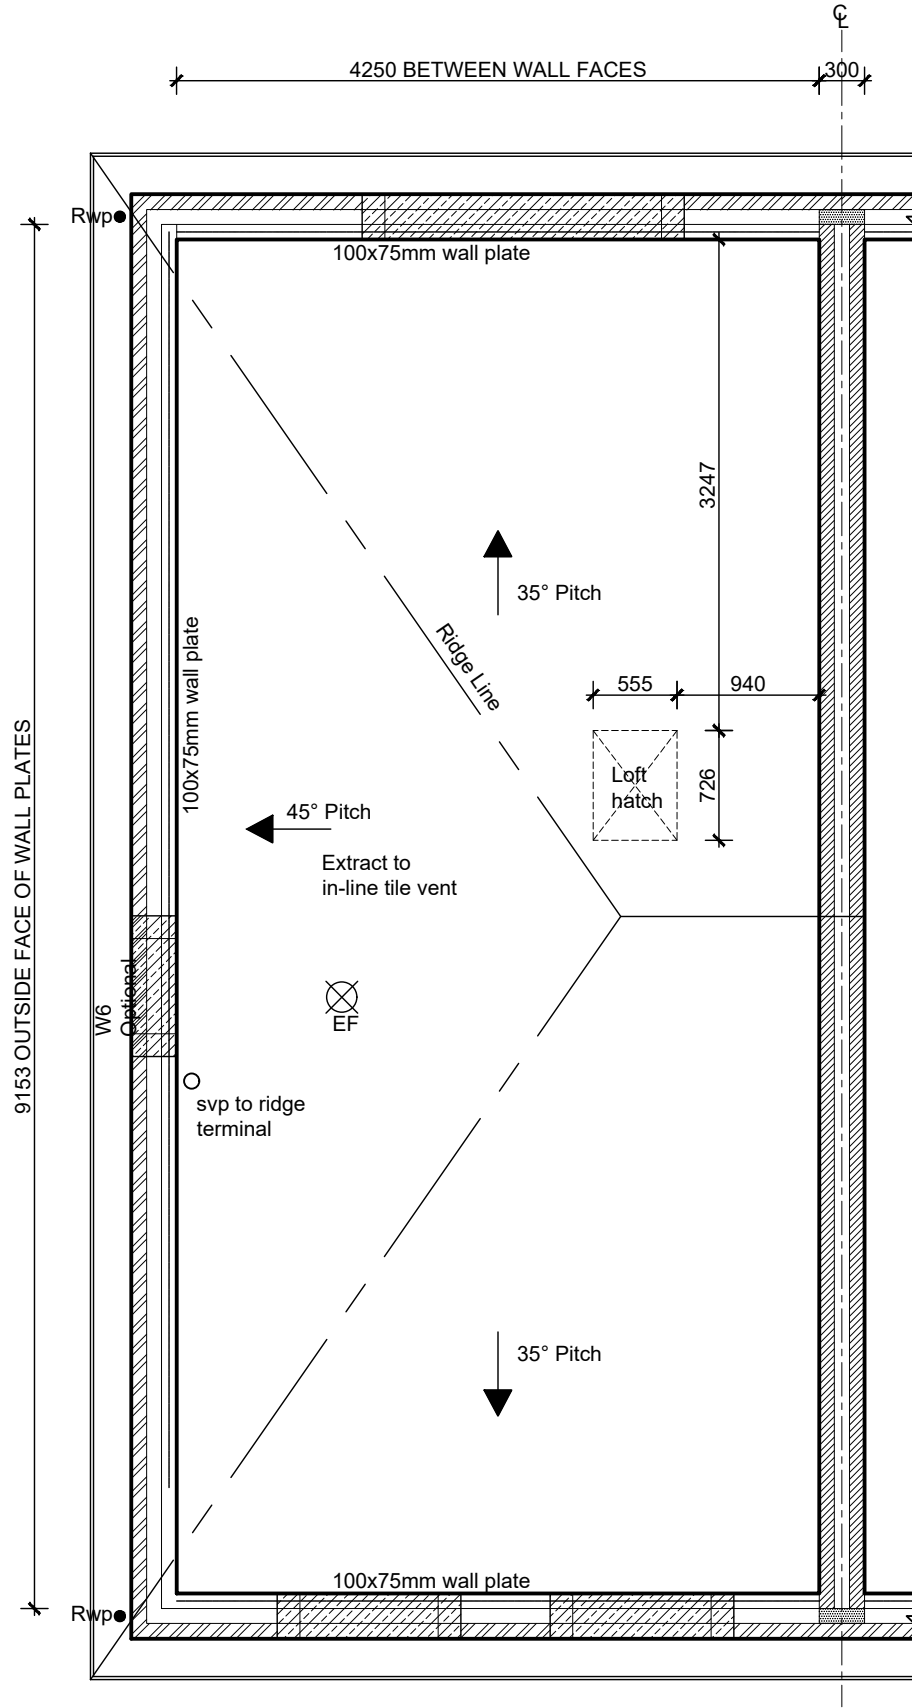 ℄
4250 BETWEEN WALL FACES
300
Rwp
100x75mm wall plate
3247
35° Pitch
Ridge Line
100x75mm wall plate
555
940
Loft
hatch
726
45° Pitch
Extract to
in-line tile vent
9153 OUTSIDE FACE OF WALL PLATES
W6
Optional
EF
svp to ridge
terminal
35° Pitch
100x75mm wall plate
Rwp